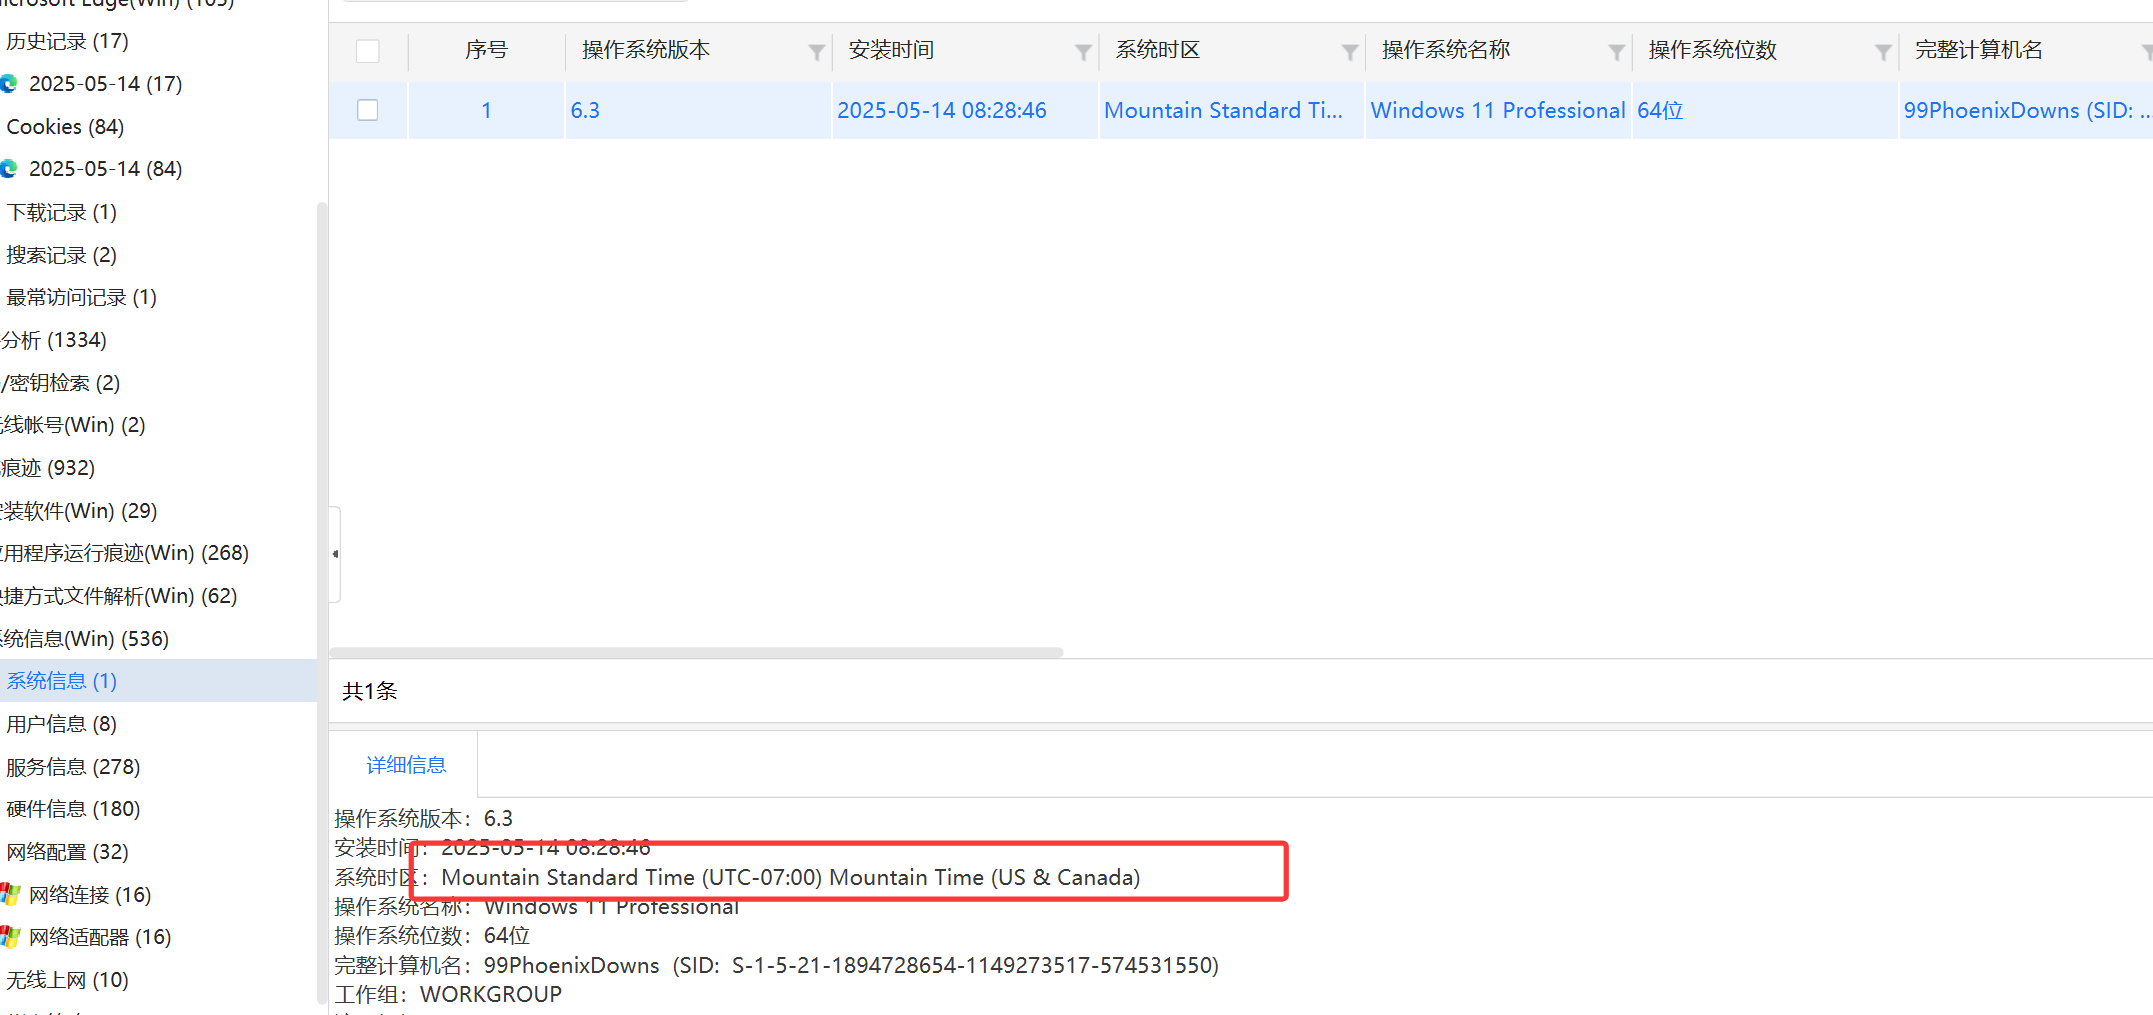 历史记录 (17)
2025-05-14 (17)
Cookies (84)
2025-05-14 (84)
下载记录 (1)
搜索记录 (2)
最常访问记录 (1)
分析 (1334)
/密钥检索 (2)
线帐号(Win) (2)
痕迹 (932)
装软件(Win) (29)
用程序运行痕迹(Win) (268)
捷方式文件解析(Win) (62)
统信息(Win) (536)
系统信息 (1)
用户信息 (8)
服务信息 (278)
硬件信息 (180)
网络配置 (32)
网络连接 (16)
网络适配器 (16)
无线上网 (10)
序号 操作系统版本 安装时间 系统时区 操作系统名称 操作系统位数 完整计算机名
1 6.3 2025-05-14 08:28:46 Mountain Standard Ti... Windows 11 Professional 64位 99PhoenixDowns (SID: ...
共1条
详细信息
操作系统版本：6.3
安装时间：2025-05-14 08:28:46
系统时区：Mountain Standard Time (UTC-07:00) Mountain Time (US & Canada)
操作系统名称：Windows 11 Professional
操作系统位数：64位
完整计算机名：99PhoenixDowns (SID: S-1-5-21-1894728654-1149273517-574531550)
工作组：WORKGROUP